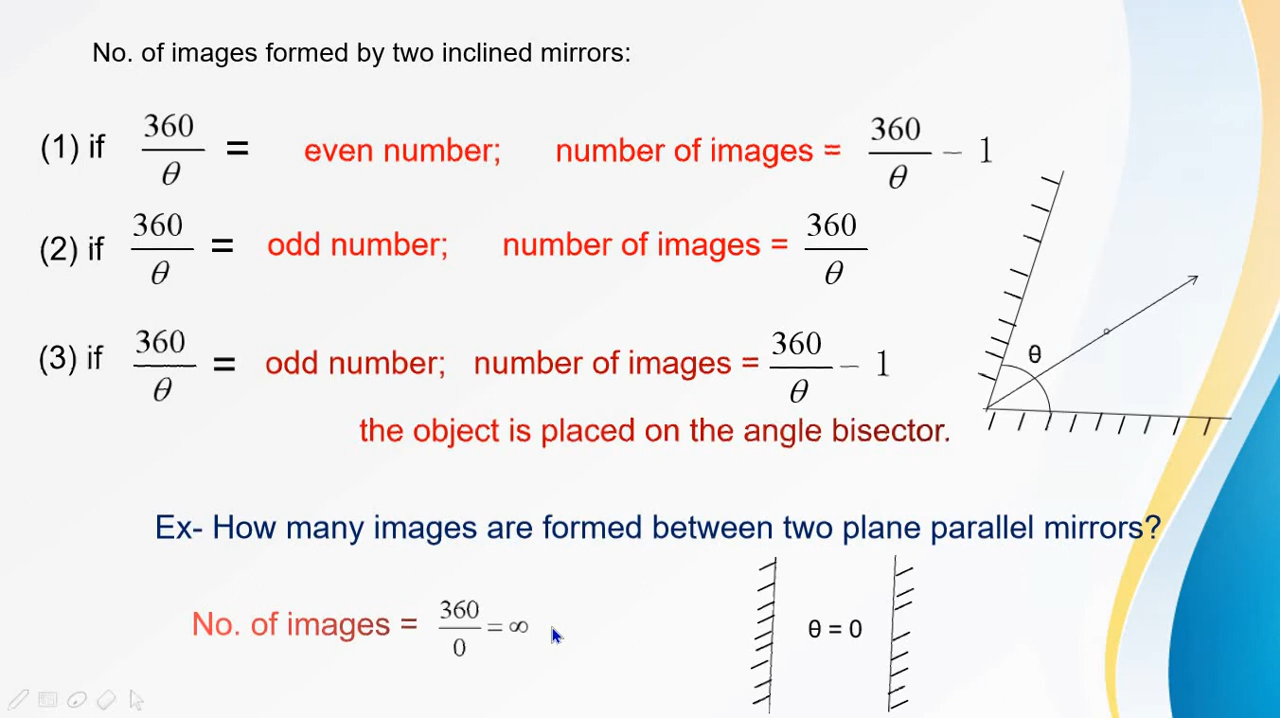 No. of images formed by two inclined mirrors:
(1) if 360/θ = even number; number of images = 360/θ − 1
(2) if 360/θ = odd number; number of images = 360/θ
(3) if 360/θ = odd number; number of images = 360/θ − 1
the object is placed on the angle bisector.
θ
Ex- How many images are formed between two plane parallel mirrors?
No. of images = 360/0 = ∞
θ = 0